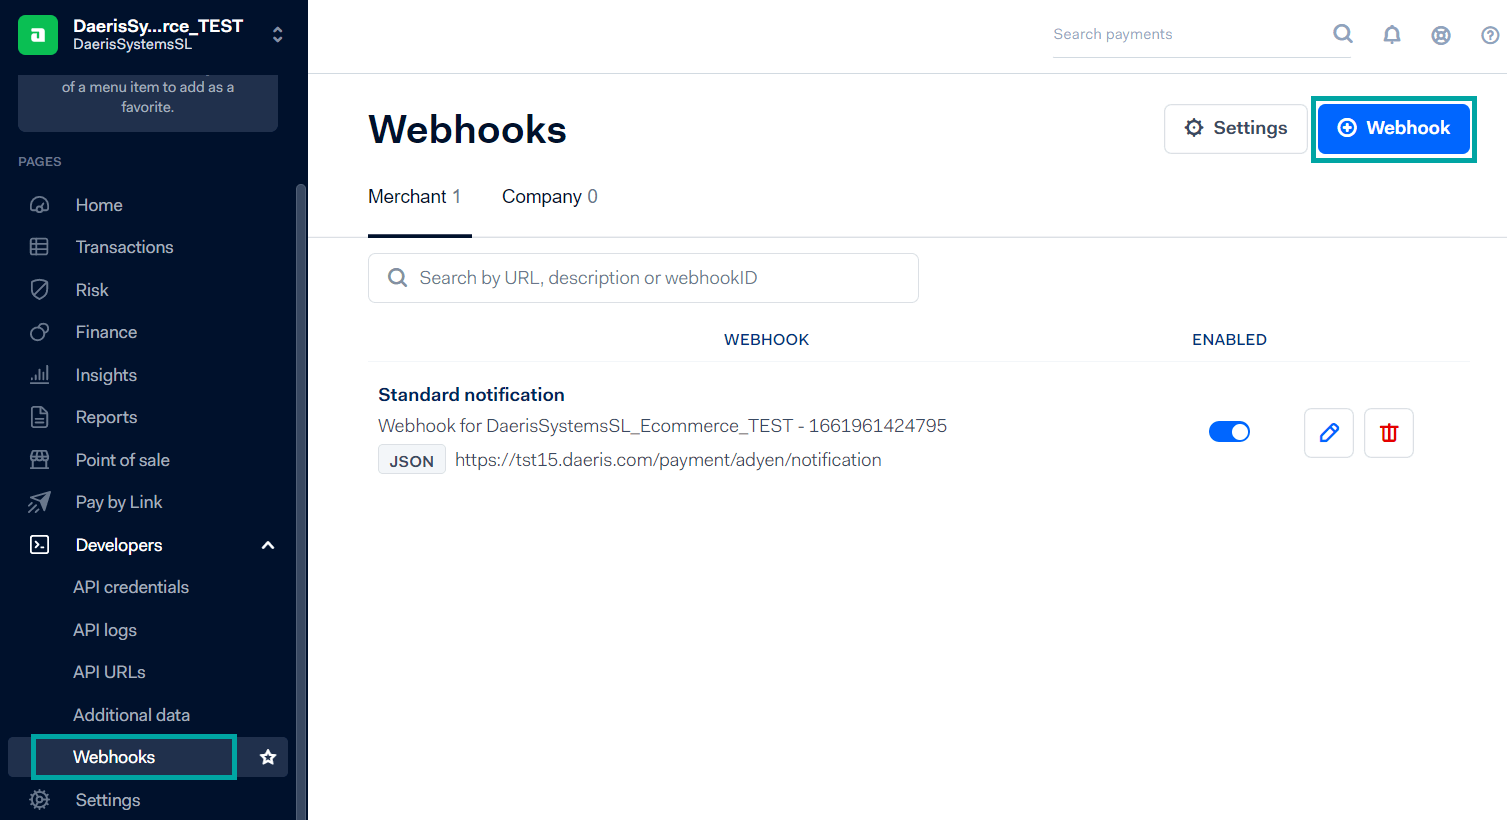 DaerisSy...rce_TEST
DaerisSystemsSL
of a menu item to add as a
favorite.
PAGES
Home
Transactions
Risk
Finance
Insights
Reports
Point of sale
Pay by Link
Developers
API credentials
API logs
API URLs
Additional data
Webhooks
Settings
Search payments
Webhooks
Settings
Webhook
Merchant 1
Company 0
Search by URL, description or webhookID
WEBHOOK
ENABLED
Standard notification
Webhook for DaerisSystemsSL_Ecommerce_TEST - 1661961424795
JSON https://tst15.daeris.com/payment/adyen/notification